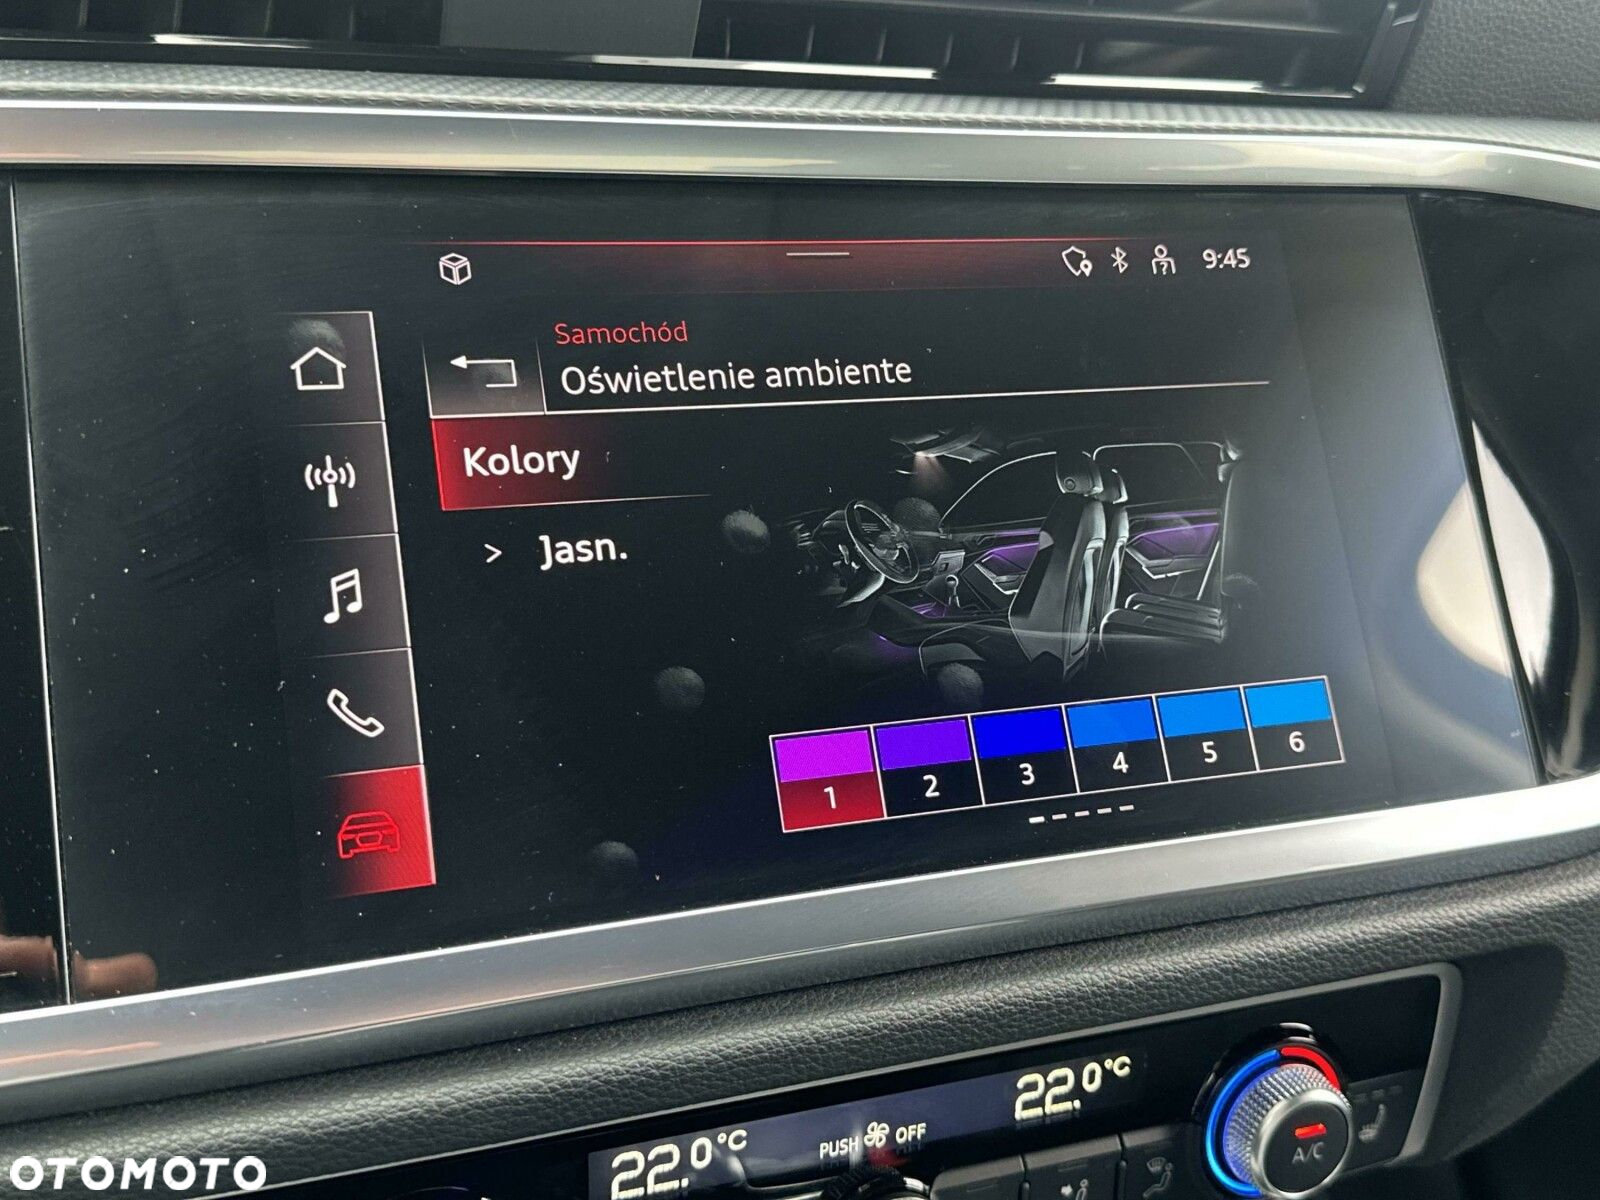 9:45
Samochód
Oświetlenie ambiente
Kolory
> Jasn.
1 2 3 4 5 6
22.0°C
22.0°C PUSH OFF
A/C
OTOMOTO